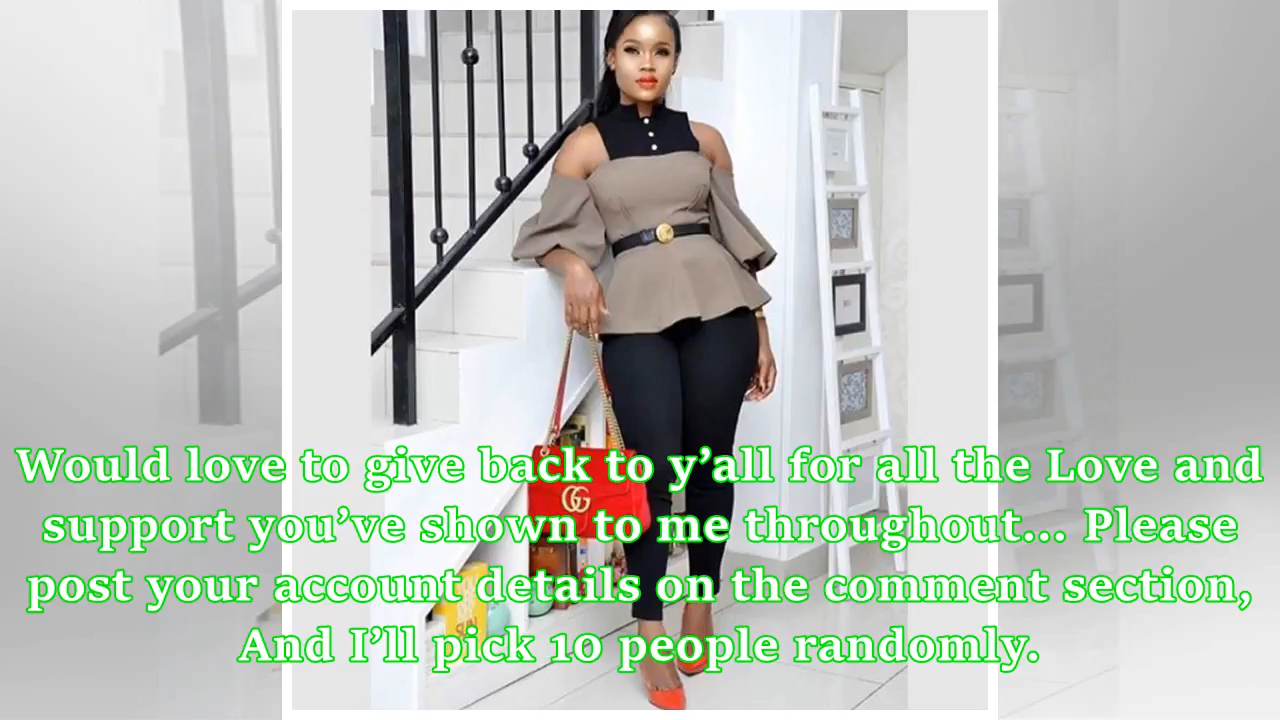 Would love to give back to y’all for all the Love and
support you’ve shown to me throughout... Please
post your account details on the comment section,
And I’ll pick 10 people randomly.
GG